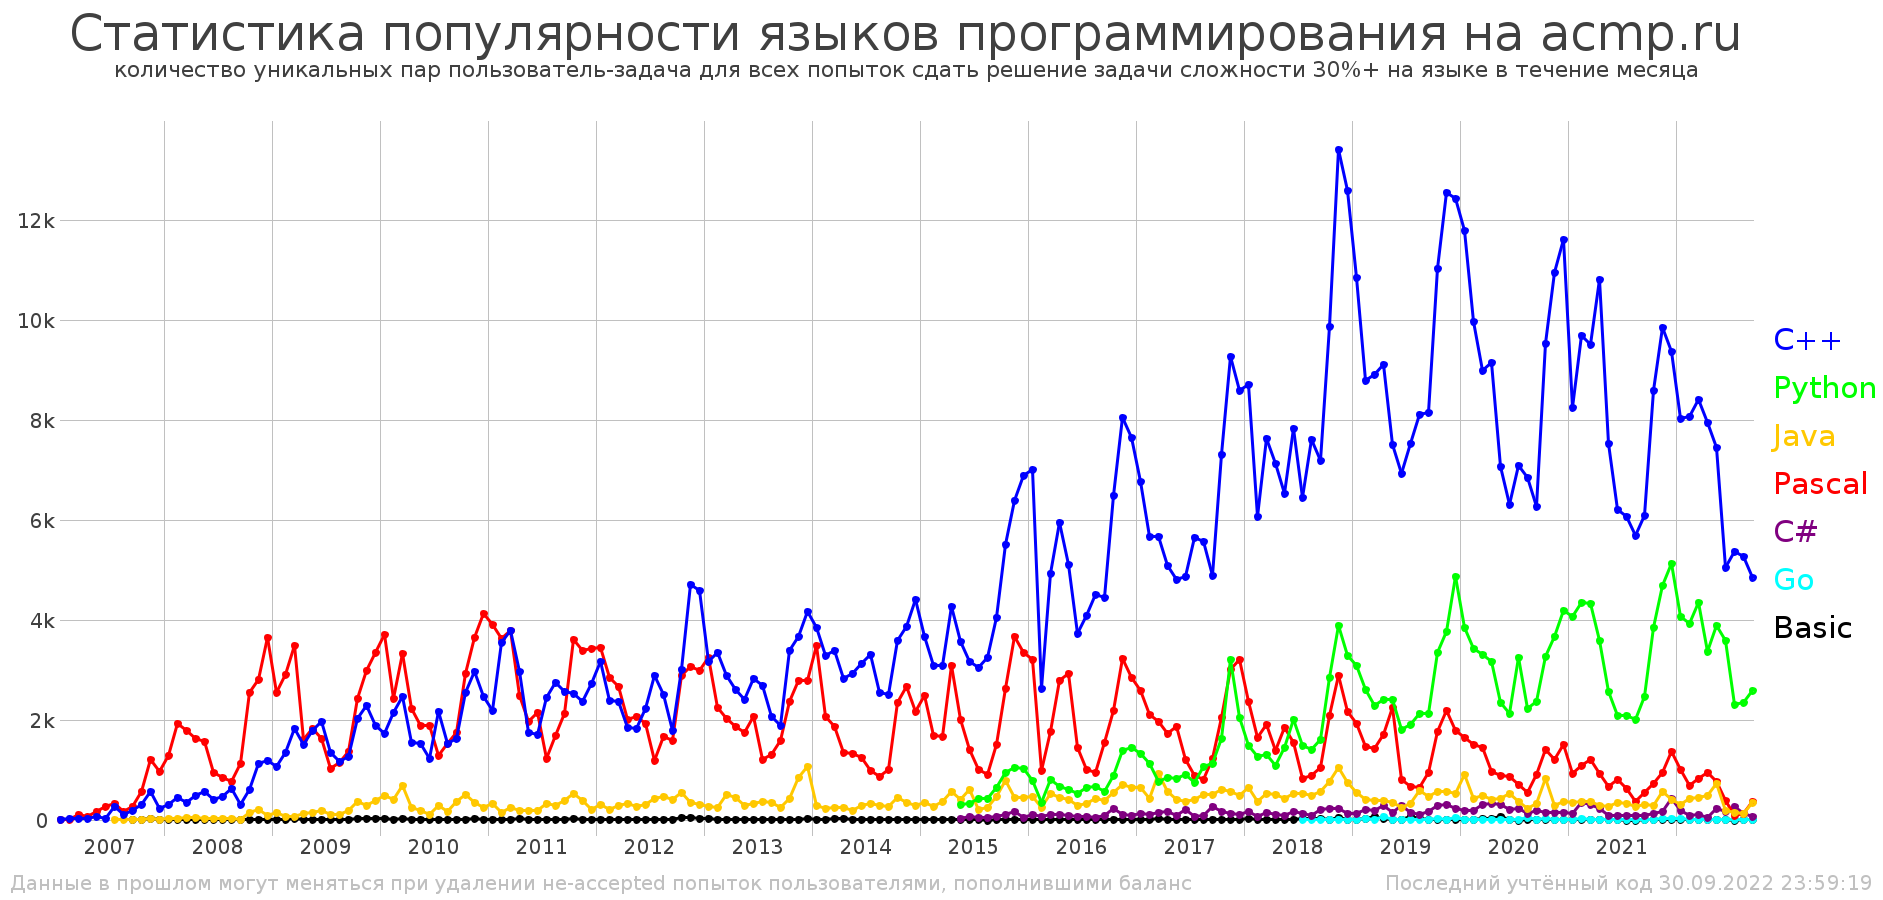 Статистика популярности языков программирования на acmp.ru
количество уникальных пар пользователь-задача для всех попыток сдать решение задачи сложности 30%+ на языке в течение месяца
12k
10k
8k
6k
4k
2k
0
C++
Python
Java
Pascal
C#
Go
Basic
2007 2008 2009 2010 2011 2012 2013 2014 2015 2016 2017 2018 2019 2020 2021
Данные в прошлом могут меняться при удалении не-accepted попыток пользователями, пополнившими баланс
Последний учтённый код 30.09.2022 23:59:19